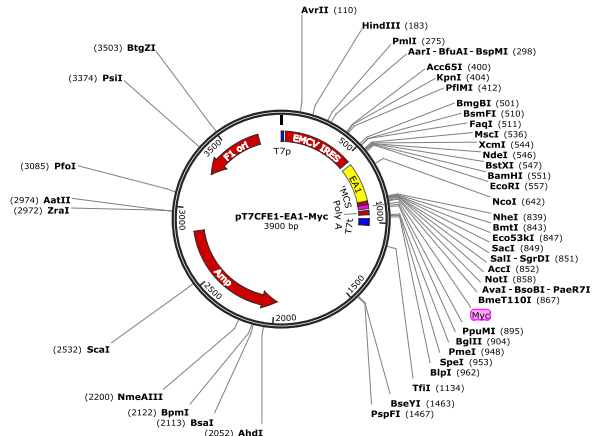 AvrII (110)
HindIII (183)
PmlI (275)
AarI - BfuAI - BspMI (298)
Acc65I (400)
KpnI (404)
PflMI (412)
BmgBI (501)
BsmFI (510)
FaqI (511)
MscI (536)
XcmI (544)
NdeI (546)
BstXI (547)
BamHI (551)
EcoRI (557)
NcoI (642)
NheI (839)
BmtI (843)
Eco53kI (847)
SacI (849)
SalI - SgrDI (851)
AccI (852)
NotI (858)
AvaI - BsoBI - PaeR7I
BmeT110I (867)
Myc
PpuMI (895)
BglII (904)
PmeI (948)
SpeI (953)
BlpI (962)
TfiI (1134)
BseYI (1463)
PspFI (1467)
(2052) AhdI
(2113) BsaI
(2122) BpmI
(2200) NmeAIII
(2532) ScaI
(2972) ZraI
(2974) AatII
(3085) PfoI
(3374) PsiI
(3503) BtgZI
500
1000
1500
2000
2500
3000
3500
T7p
EMCV IRES
EA1
'MCS
Poly A
T7t
Amp
F1 ori
pT7CFE1-EA1-Myc
3900 bp